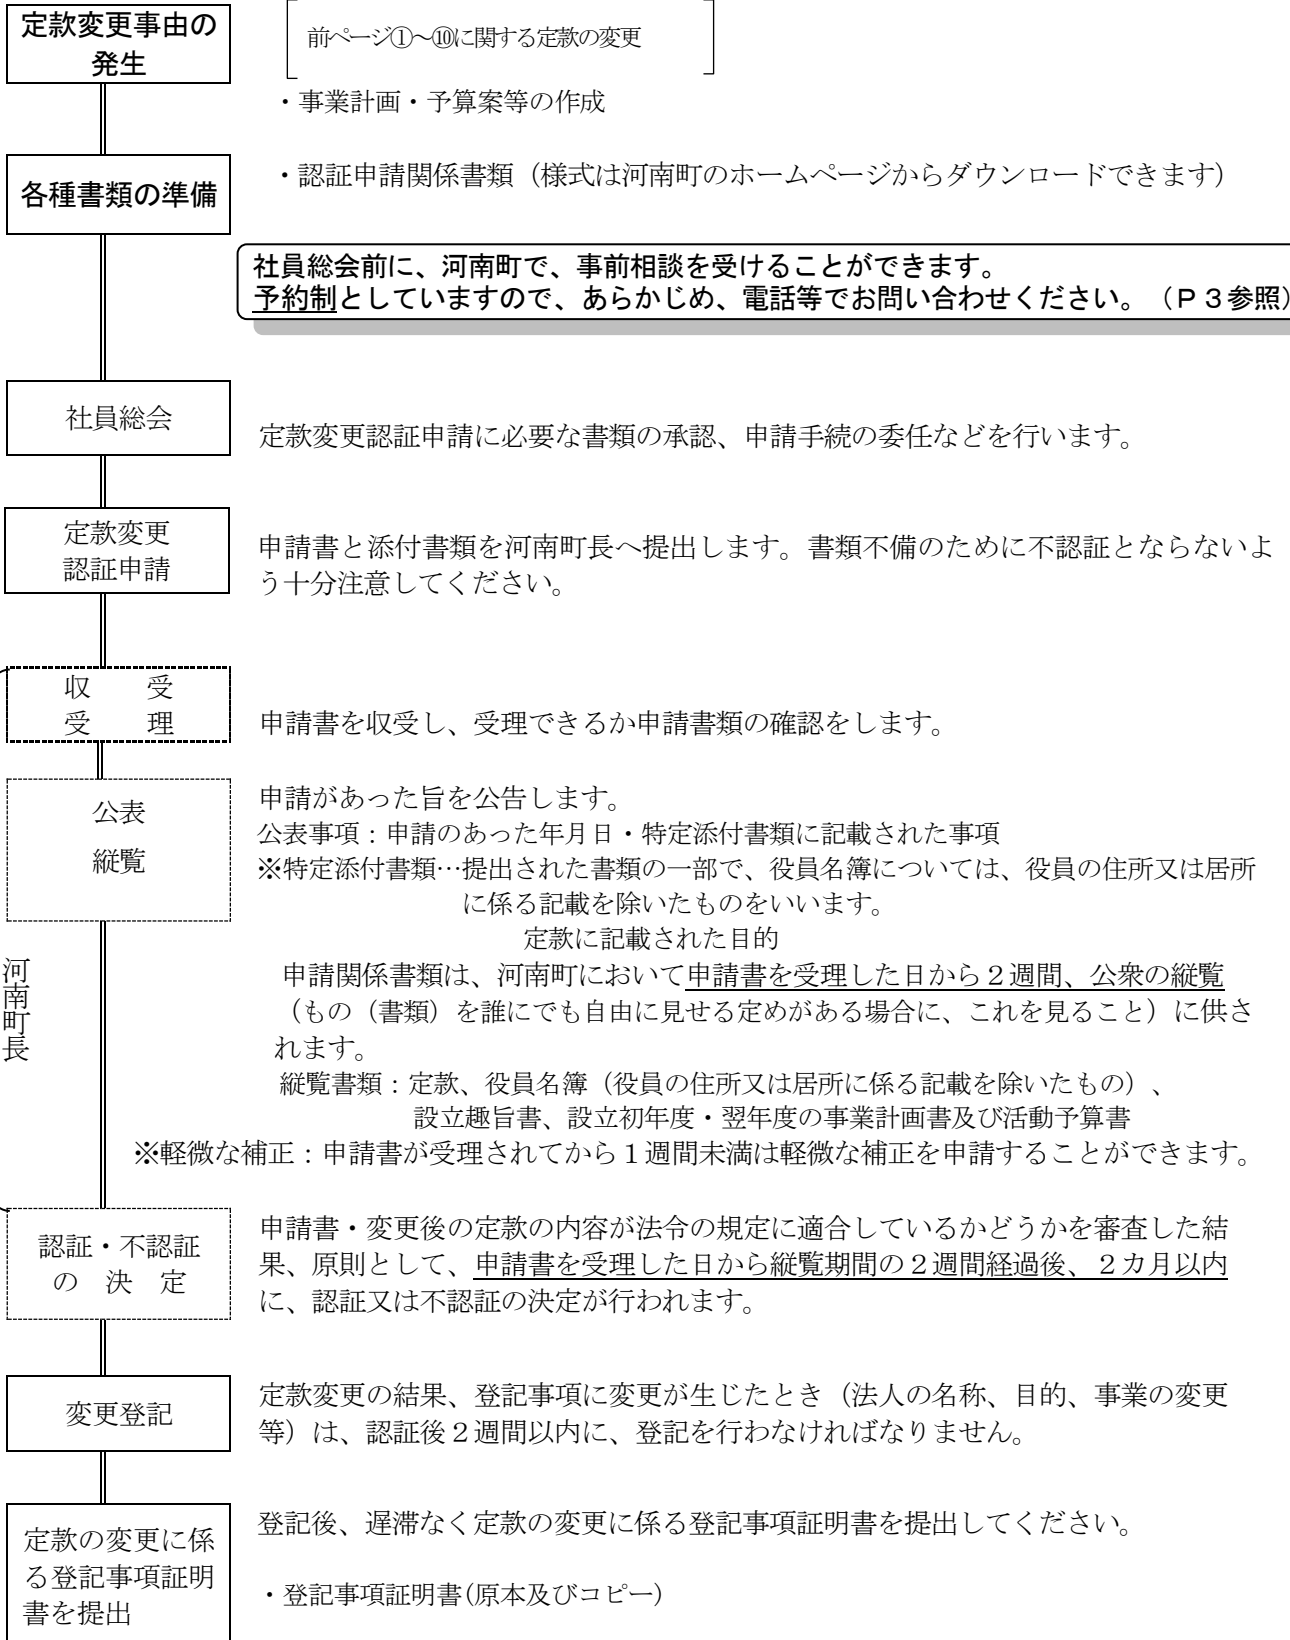 定款変更事由の
発生
前ページ①～⑩に関する定款の変更
・事業計画・予算案等の作成
各種書類の準備
・認証申請関係書類（様式は河南町のホームページからダウンロードできます）
社員総会前に、河南町で、事前相談を受けることができます。
予約制としていますので、あらかじめ、電話等でお問い合わせください。（Ｐ３参照）
社員総会
定款変更認証申請に必要な書類の承認、申請手続の委任などを行います。
定款変更
認証申請
申請書と添付書類を河南町長へ提出します。書類不備のために不認証とならないよ
う十分注意してください。
収　　受
受　　理
申請書を収受し、受理できるか申請書類の確認をします。
公表
縦覧
申請があった旨を公告します。
公表事項：申請のあった年月日・特定添付書類に記載された事項
※特定添付書類…提出された書類の一部で、役員名簿については、役員の住所又は居所
に係る記載を除いたものをいいます。
定款に記載された目的
申請関係書類は、河南町において申請書を受理した日から２週間、公衆の縦覧
（もの（書類）を誰にでも自由に見せる定めがある場合に、これを見ること）に供さ
れます。
縦覧書類：定款、役員名簿（役員の住所又は居所に係る記載を除いたもの）、
設立趣旨書、設立初年度・翌年度の事業計画書及び活動予算書
※軽微な補正：申請書が受理されてから１週間未満は軽微な補正を申請することができます。
河南町長
認証・不認証
の　決　定
申請書・変更後の定款の内容が法令の規定に適合しているかどうかを審査した結
果、原則として、申請書を受理した日から縦覧期間の２週間経過後、２カ月以内
に、認証又は不認証の決定が行われます。
変更登記
定款変更の結果、登記事項に変更が生じたとき（法人の名称、目的、事業の変更
等）は、認証後２週間以内に、登記を行わなければなりません。
定款の変更に係
る登記事項証明
書を提出
登記後、遅滞なく定款の変更に係る登記事項証明書を提出してください。
・登記事項証明書(原本及びコピー)